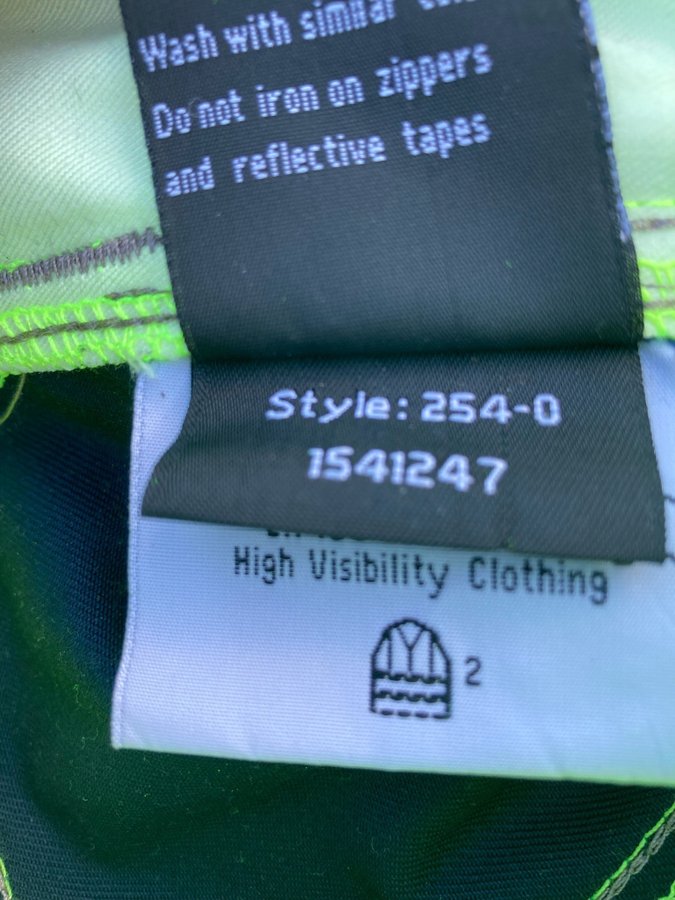 Wash with similar
Do not iron on zippers
and reflective tapes
Style: 254-0
1541247
High Visibility Clothing
2